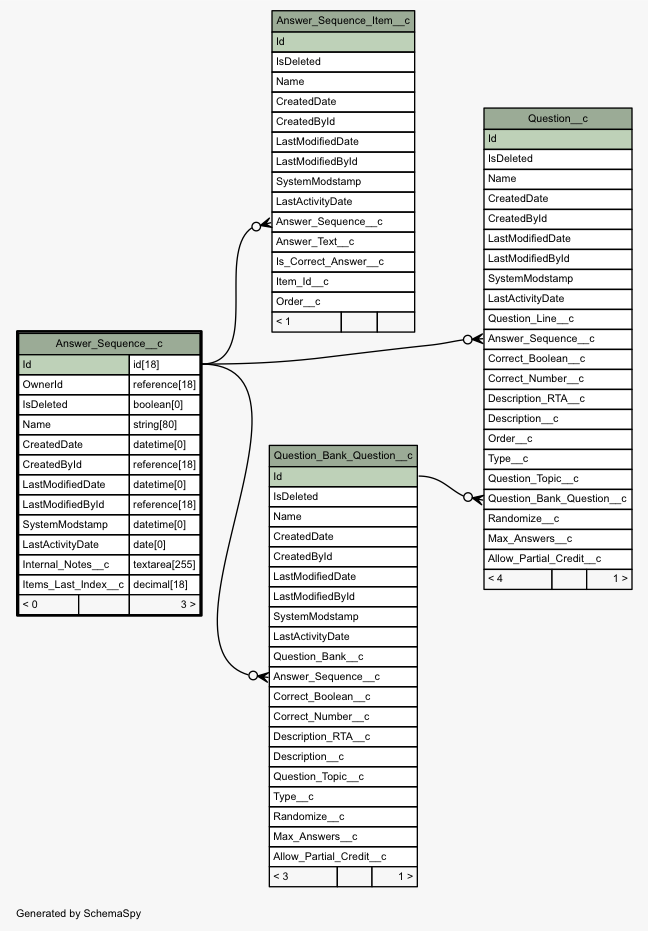 Answer_Sequence_Item__c
Id
IsDeleted
Name
CreatedDate
CreatedById
LastModifiedDate
LastModifiedById
SystemModstamp
LastActivityDate
Answer_Sequence__c
Answer_Text__c
Is_Correct_Answer__c
Item_Id__c
Order__c
< 1
Question__c
Id
IsDeleted
Name
CreatedDate
CreatedById
LastModifiedDate
LastModifiedById
SystemModstamp
LastActivityDate
Question_Line__c
Answer_Sequence__c
Correct_Boolean__c
Correct_Number__c
Description_RTA__c
Description__c
Order__c
Type__c
Question_Topic__c
Question_Bank_Question__c
Randomize__c
Max_Answers__c
Allow_Partial_Credit__c
< 4 1 >
Answer_Sequence__c
Id id[18]
OwnerId reference[18]
IsDeleted boolean[0]
Name string[80]
CreatedDate datetime[0]
CreatedById reference[18]
LastModifiedDate datetime[0]
LastModifiedById reference[18]
SystemModstamp datetime[0]
LastActivityDate date[0]
Internal_Notes__c textarea[255]
Items_Last_Index__c decimal[18]
< 0 3 >
Question_Bank_Question__c
Id
IsDeleted
Name
CreatedDate
CreatedById
LastModifiedDate
LastModifiedById
SystemModstamp
LastActivityDate
Question_Bank__c
Answer_Sequence__c
Correct_Boolean__c
Correct_Number__c
Description_RTA__c
Description__c
Question_Topic__c
Type__c
Randomize__c
Max_Answers__c
Allow_Partial_Credit__c
< 3 1 >
Generated by SchemaSpy